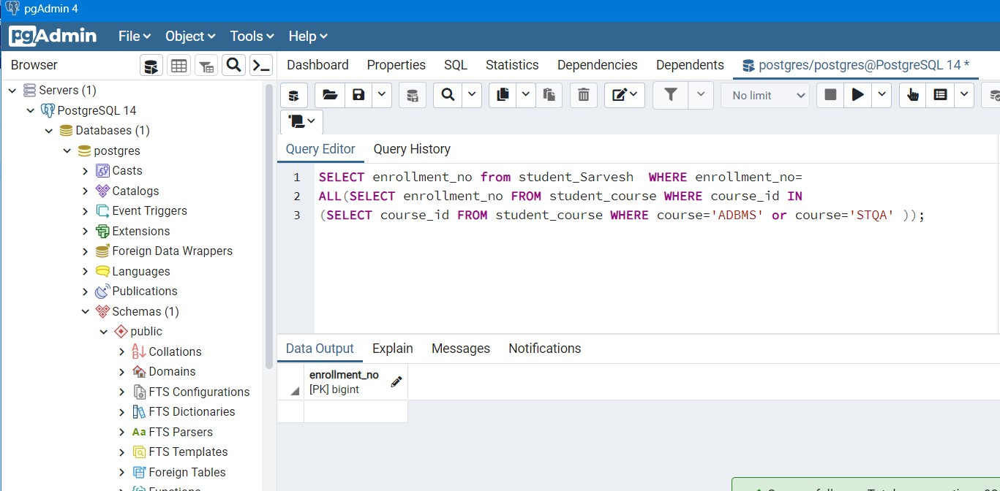 pgAdmin 4
pgAdmin File Object Tools Help
Browser
Dashboard Properties SQL Statistics Dependencies Dependents postgres/postgres@PostgreSQL 14 *
No limit
Servers (1)
PostgreSQL 14
Databases (1)
postgres
Casts
Catalogs
Event Triggers
Extensions
Foreign Data Wrappers
Languages
Publications
Schemas (1)
public
Collations
Domains
FTS Configurations
FTS Dictionaries
Aa FTS Parsers
FTS Templates
Foreign Tables
Query Editor Query History
1 SELECT enrollment_no from student_Sarvesh  WHERE enrollment_no=
2 ALL(SELECT enrollment_no FROM student_course WHERE course_id IN
3 (SELECT course_id FROM student_course WHERE course='ADBMS' or course='STQA' ));
Data Output Explain Messages Notifications
enrollment_no
[PK] bigint